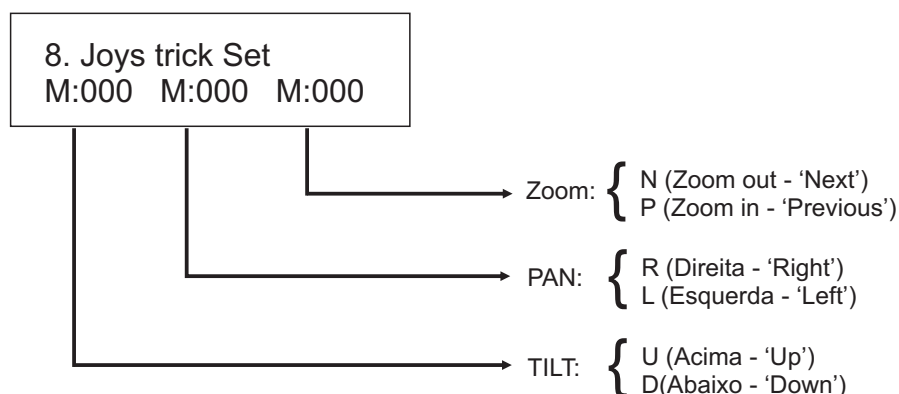 8. Joys trick Set
M:000 M:000 M:000
Zoom: { N (Zoom out - ‘Next’)
P (Zoom in - ‘Previous’)
PAN: { R (Direita - ‘Right’)
L (Esquerda - ‘Left’)
TILT: { U (Acima - ‘Up’)
D(Abaixo - ‘Down’)